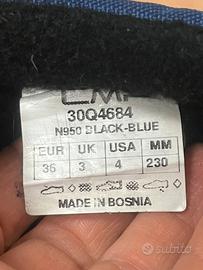 CMP
30Q4684
N950 BLACK-BLUE
EUR UK USA MM
36 3 4 230
MADE IN BOSNIA
subito